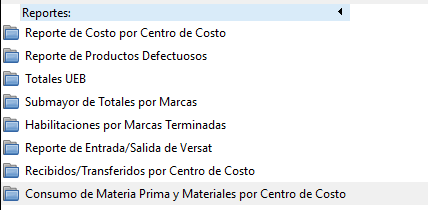 Reportes:
Reporte de Costo por Centro de Costo
Reporte de Productos Defectuosos
Totales UEB
Submayor de Totales por Marcas
Habilitaciones por Marcas Terminadas
Reporte de Entrada/Salida de Versat
Recibidos/Transferidos por Centro de Costo
Consumo de Materia Prima y Materiales por Centro de Costo